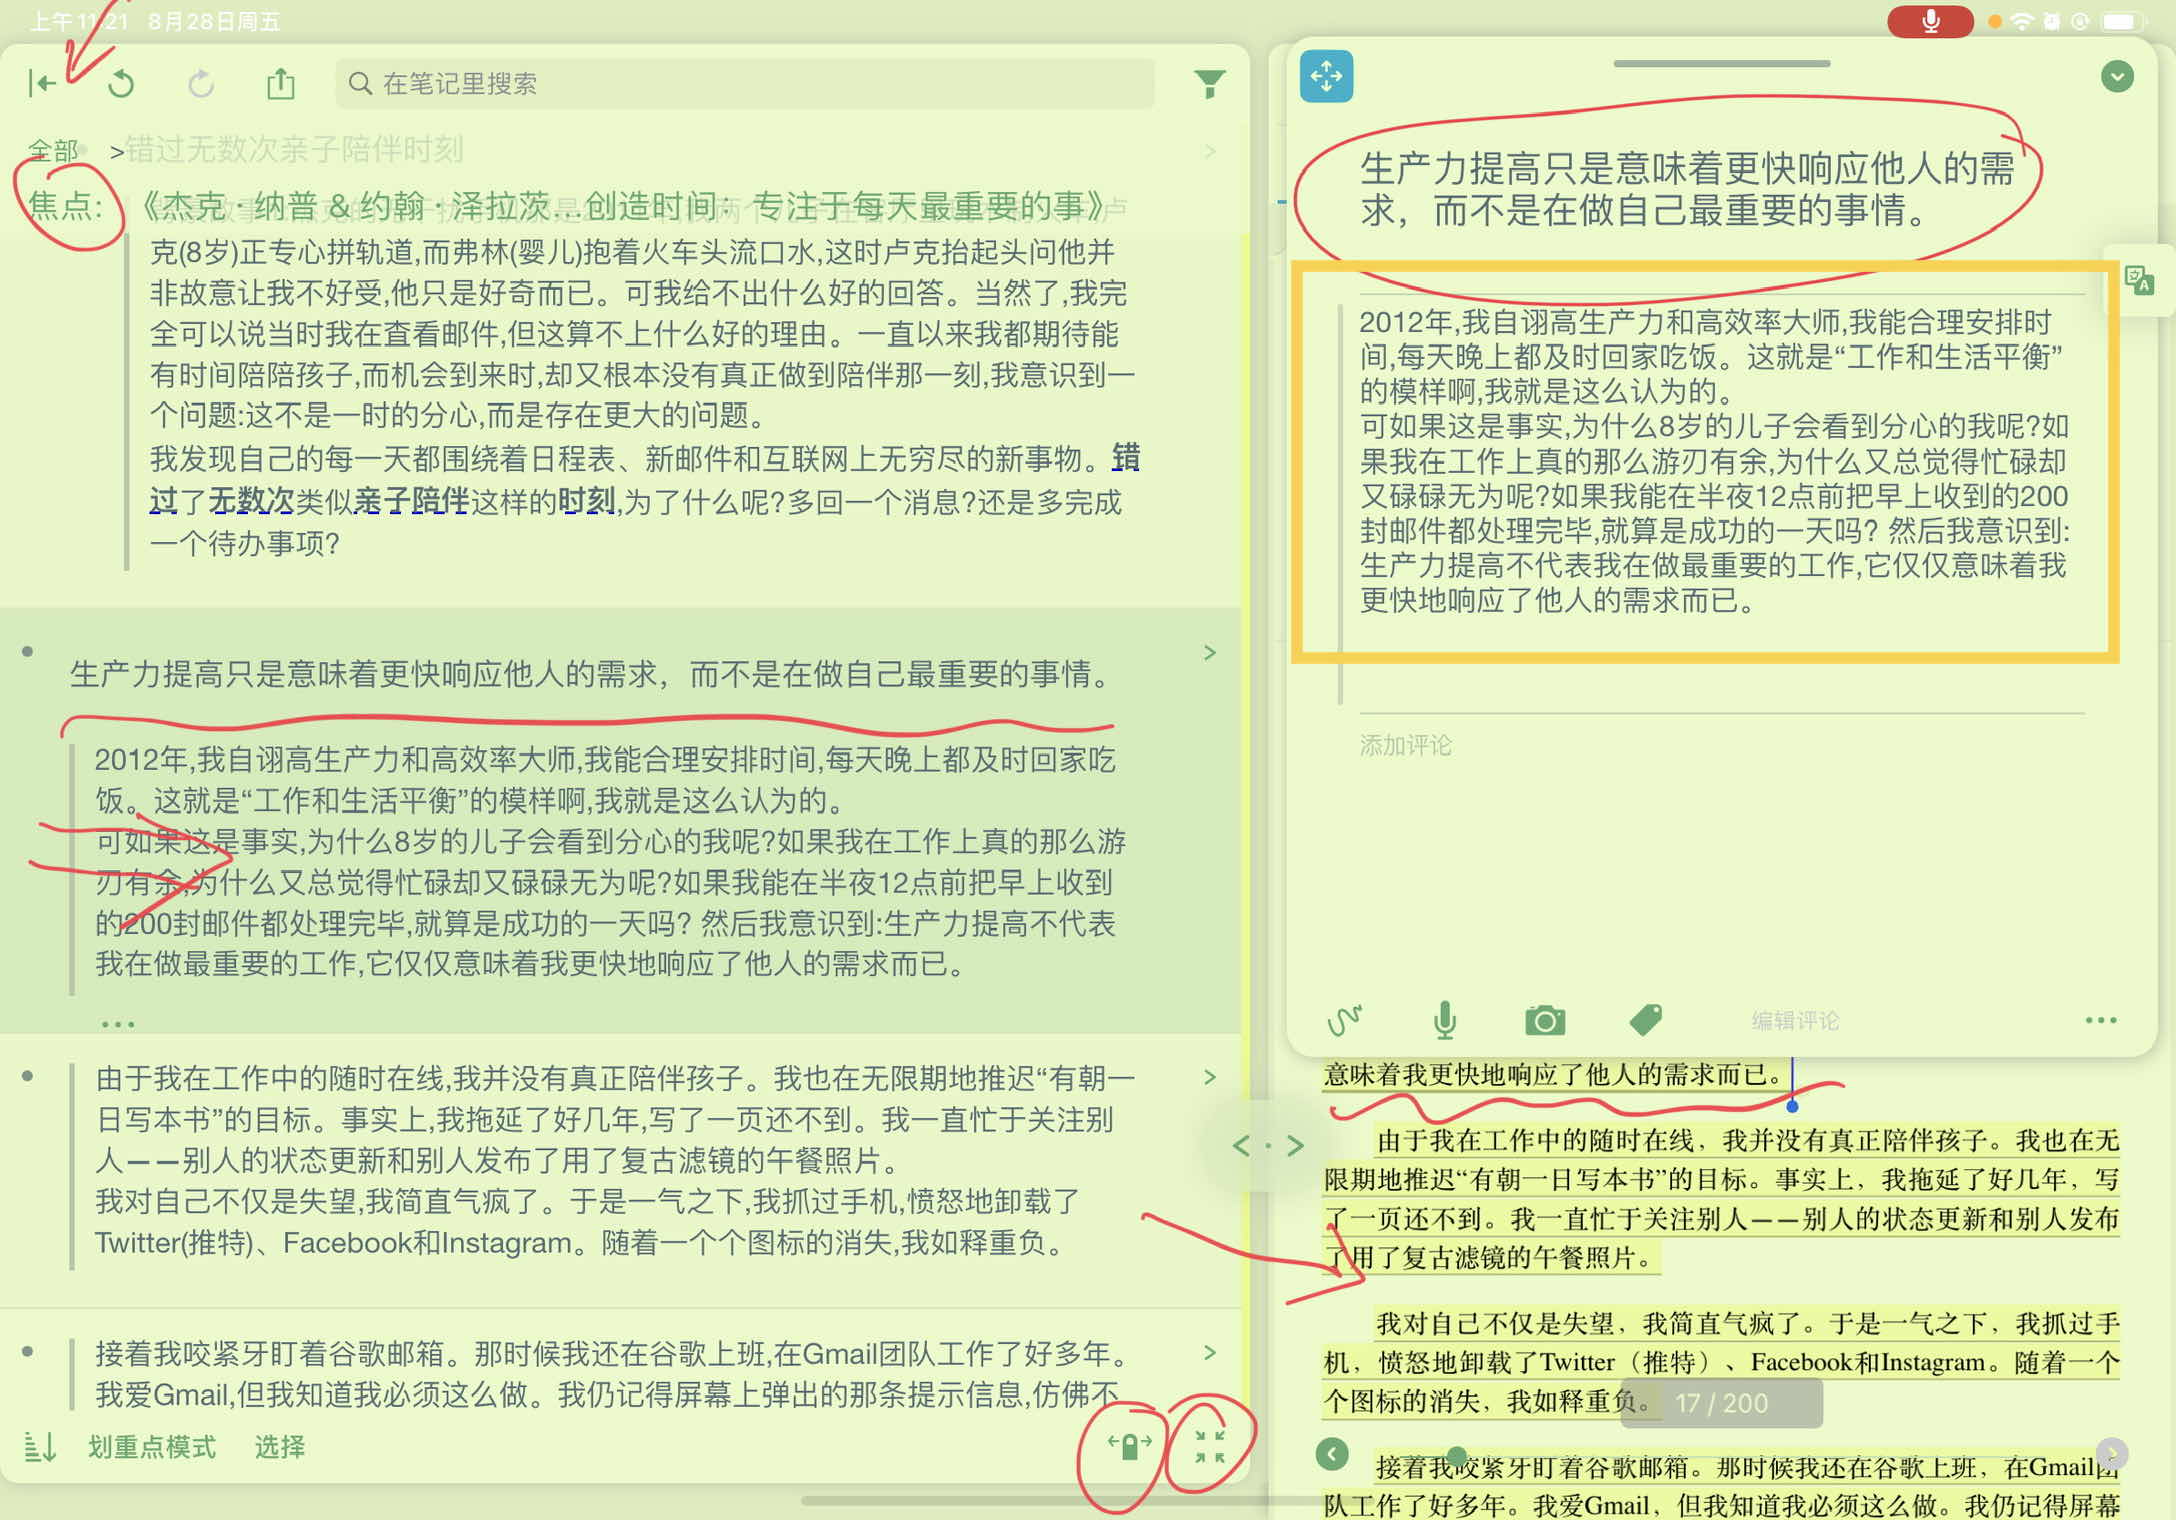 上午11:21 8月28日周五
在笔记里搜索
全部 >错过无数次亲子陪伴时刻
焦点: 《杰克·纳普 & 约翰·泽拉茨...创造时间：专注于每天最重要的事》
克(8岁)正专心拼轨道,而弗林(婴儿)抱着火车头流口水,这时卢克抬起头问他并
非故意让我不好受,他只是好奇而已。可我给不出什么好的回答。当然了,我完
全可以说当时我在查看邮件,但这算不上什么好的理由。一直以来我都期待能
有时间陪陪孩子,而机会到来时,却又根本没有真正做到陪伴那一刻,我意识到一
个问题:这不是一时的分心,而是存在更大的问题。
我发现自己的每一天都围绕着日程表、新邮件和互联网上无穷尽的新事物。错
过了无数次类似亲子陪伴这样的时刻,为了什么呢?多回一个消息?还是多完成
一个待办事项?
生产力提高只是意味着更快响应他人的需求，而不是在做自己最重要的事情。
2012年,我自诩高生产力和高效率大师,我能合理安排时间,每天晚上都及时回家吃
饭。这就是“工作和生活平衡”的模样啊,我就是这么认为的。
可如果这是事实,为什么8岁的儿子会看到分心的我呢?如果我在工作上真的那么游
刃有余,为什么又总觉得忙碌却又碌碌无为呢?如果我能在半夜12点前把早上收到
的200封邮件都处理完毕,就算是成功的一天吗? 然后我意识到:生产力提高不代表
我在做最重要的工作,它仅仅意味着我更快地响应了他人的需求而已。
...
由于我在工作中的随时在线,我并没有真正陪伴孩子。我也在无限期地推迟“有朝一
日写本书”的目标。事实上,我拖延了好几年,写了一页还不到。我一直忙于关注别
人——别人的状态更新和别人发布了用了复古滤镜的午餐照片。
我对自己不仅是失望,我简直气疯了。于是一气之下,我抓过手机,愤怒地卸载了
Twitter(推特)、Facebook和Instagram。随着一个个图标的消失,我如释重负。
接着我咬紧牙盯着谷歌邮箱。那时候我还在谷歌上班,在Gmail团队工作了好多年。
我爱Gmail,但我知道我必须这么做。我仍记得屏幕上弹出的那条提示信息,仿佛不
划重点模式 选择
生产力提高只是意味着更快响应他人的需
求，而不是在做自己最重要的事情。
2012年,我自诩高生产力和高效率大师,我能合理安排时
间,每天晚上都及时回家吃饭。这就是“工作和生活平衡”
的模样啊,我就是这么认为的。
可如果这是事实,为什么8岁的儿子会看到分心的我呢?如
果我在工作上真的那么游刃有余,为什么又总觉得忙碌却
又碌碌无为呢?如果我能在半夜12点前把早上收到的200
封邮件都处理完毕,就算是成功的一天吗? 然后我意识到:
生产力提高不代表我在做最重要的工作,它仅仅意味着我
更快地响应了他人的需求而已。
添加评论
编辑评论
意味着我更快地响应了他人的需求而已。
由于我在工作中的随时在线，我并没有真正陪伴孩子。我也在无
限期地推迟“有朝一日写本书”的目标。事实上，我拖延了好几年，写
了一页还不到。我一直忙于关注别人——别人的状态更新和别人发布
了用了复古滤镜的午餐照片。
我对自己不仅是失望，我简直气疯了。于是一气之下，我抓过手
机，愤怒地卸载了Twitter（推特）、Facebook和Instagram。随着一个
个图标的消失，我如释重负。
17 / 200
接着我咬紧牙盯着谷歌邮箱。那时候我还在谷歌上班，在Gmail团
队工作了好多年。我爱Gmail，但我知道我必须这么做。我仍记得屏幕